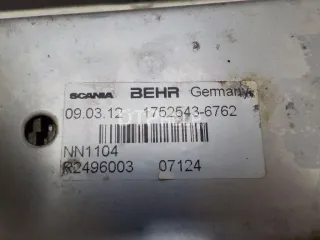 SCANIA BEHR Germany
09.03.12 1752543-6762
NN1104
R2496003 07124